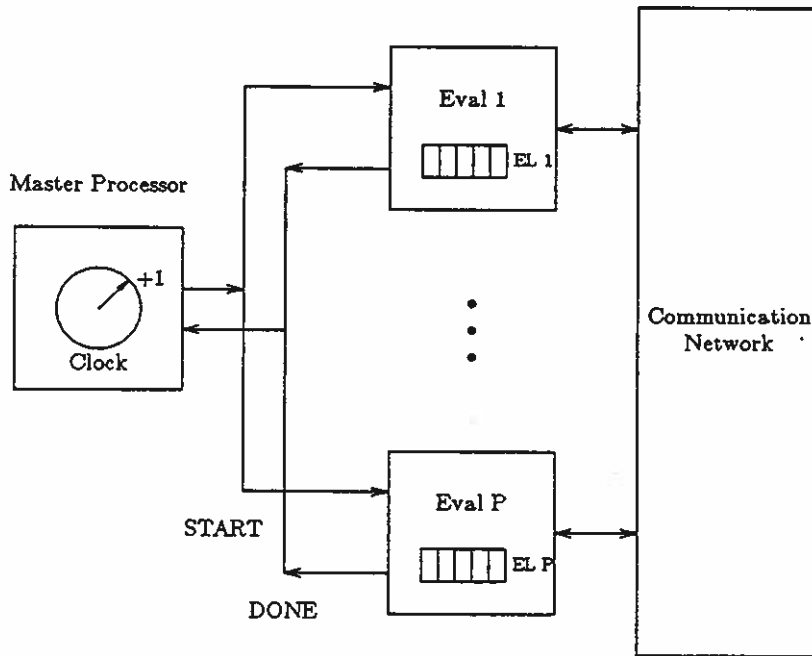 Eval 1
EL 1
Master Processor
+1
Clock
Communication
Network
Eval P
EL P
START
DONE